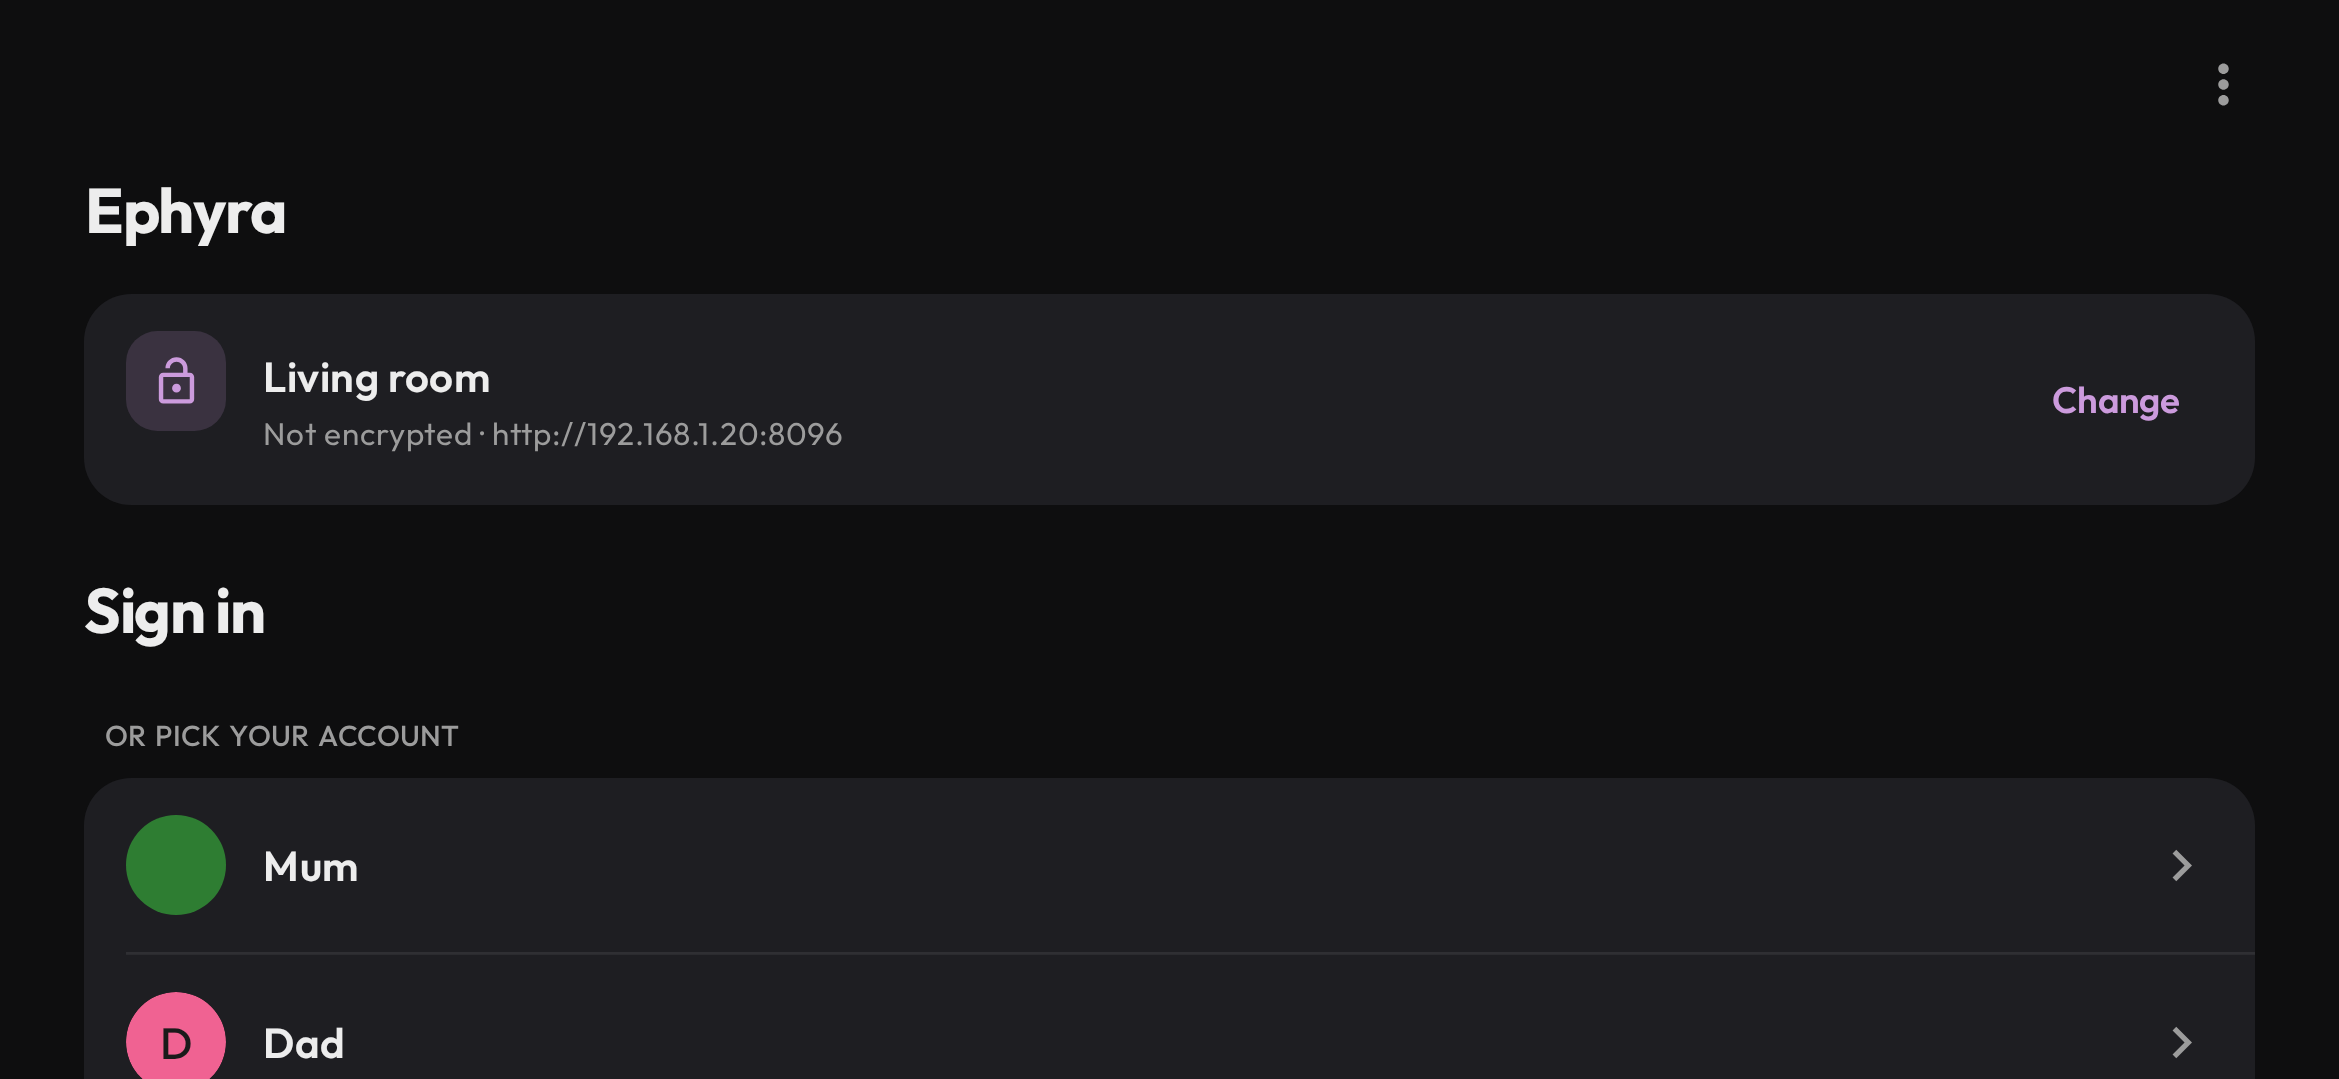 Ephyra
Living room
Not encrypted · http://192.168.1.20:8096
Change
Sign in
OR PICK YOUR ACCOUNT
Mum
D
Dad